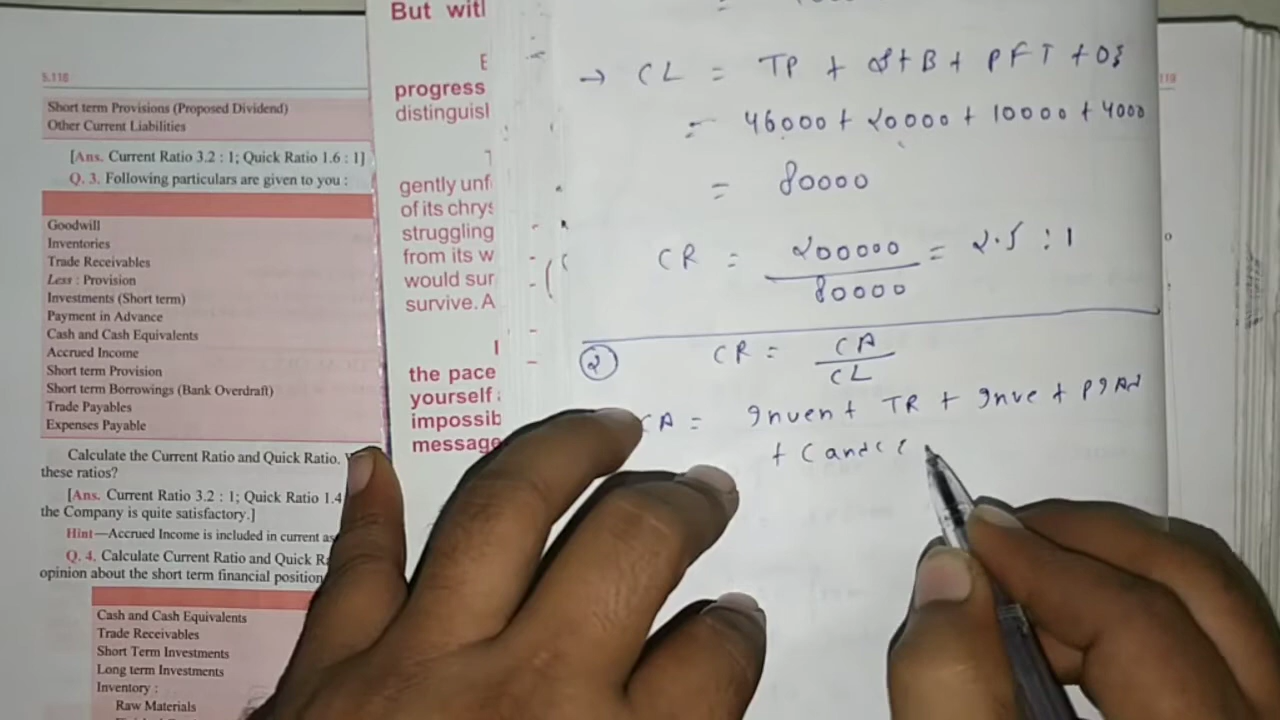 5.118
Short term Provisions (Proposed Dividend)
Other Current Liabilities
[Ans. Current Ratio 3.2 : 1; Quick Ratio 1.6 : 1]
Q. 3. Following particulars are given to you :
Goodwill
Inventories
Trade Receivables
Less : Provision
Investments (Short term)
Payment in Advance
Cash and Cash Equivalents
Accrued Income
Short term Provision
Short term Borrowings (Bank Overdraft)
Trade Payables
Expenses Payable
Calculate the Current Ratio and Quick Ratio.
these ratios?
[Ans. Current Ratio 3.2 : 1; Quick Ratio 1.4
the Company is quite satisfactory.]
Hint—Accrued Income is included in current as
Q. 4. Calculate Current Ratio and Quick R
opinion about the short term financial position
Cash and Cash Equivalents
Trade Receivables
Short Term Investments
Long term Investments
Inventory :
Raw Materials
But with
E
progress
distinguish
gently unf
of its chrys
struggling
from its w
would sur
survive. A
I
the pace
yourself
impossib
message
→ CL = TP + StB + PFT +
= 46000 + 20000 + 10000 + 4000
= 80000
CR = 200000 / 80000 = 2.5 : 1
2 CR = CA / CL
CA = Inven + TR + Inve +
+ C and C